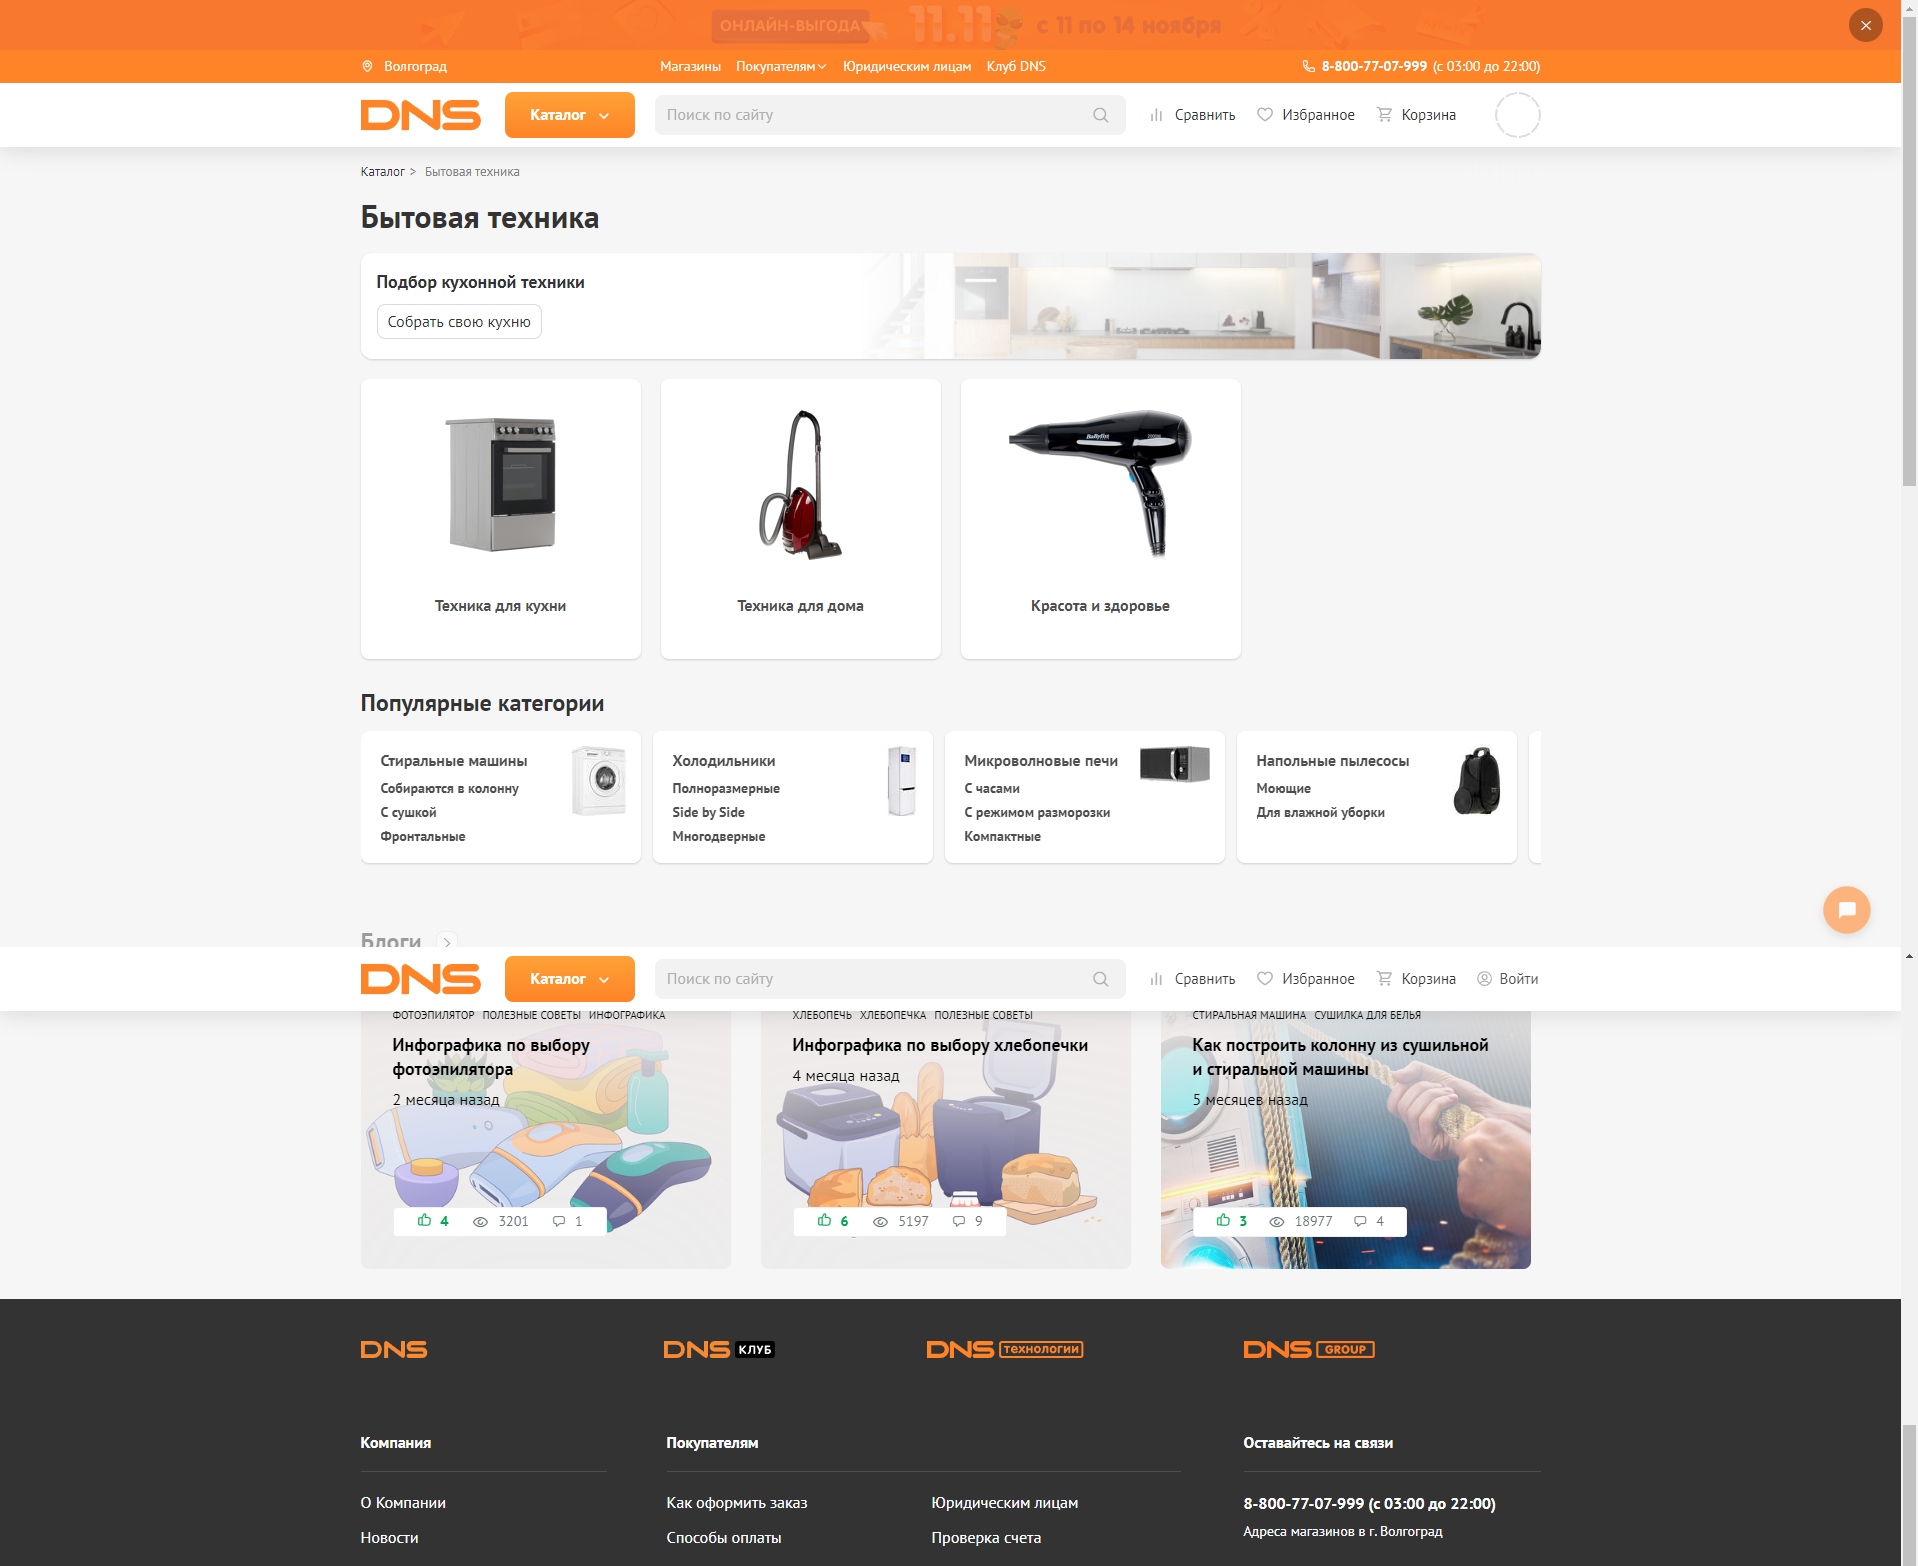 ОНЛАЙН-ВЫГОДА 11.11 с 11 по 14 ноября
Волгоград Магазины Покупателям Юридическим лицам Клуб DNS 8-800-77-07-999 (с 03:00 до 22:00)
DNS Каталог Поиск по сайту Сравнить Избранное Корзина
Каталог > Бытовая техника
Бытовая техника
Подбор кухонной техники
Собрать свою кухню
BaByliss
Техника для кухни
Техника для дома
Красота и здоровье
Популярные категории
Стиральные машины
Собираются в колонну
С сушкой
Фронтальные
Холодильники
Полноразмерные
Side by Side
Многодверные
Микроволновые печи
С часами
С режимом разморозки
Компактные
Напольные пылесосы
Моющие
Для влажной уборки
Блоги
DNS Каталог Поиск по сайту Сравнить Избранное Корзина Войти
ФОТОЭПИЛЯТОР ПОЛЕЗНЫЕ СОВЕТЫ ИНФОГРАФИКА
Инфографика по выбору
фотоэпилятора
2 месяца назад
4 3201 1
ХЛЕБОПЕЧЬ ХЛЕБОПЕЧКА ПОЛЕЗНЫЕ СОВЕТЫ
Инфографика по выбору хлебопечки
4 месяца назад
6 5197 9
СТИРАЛЬНАЯ МАШИНА СУШИЛКА ДЛЯ БЕЛЬЯ
Как построить колонну из сушильной
и стиральной машины
5 месяцев назад
3 18977 4
DNS
DNS КЛУБ
DNS технологии
DNS GROUP
Компания
О Компании
Новости
Покупателям
Как оформить заказ
Способы оплаты
Юридическим лицам
Проверка счета
Оставайтесь на связи
8-800-77-07-999 (с 03:00 до 22:00)
Адреса магазинов в г. Волгоград